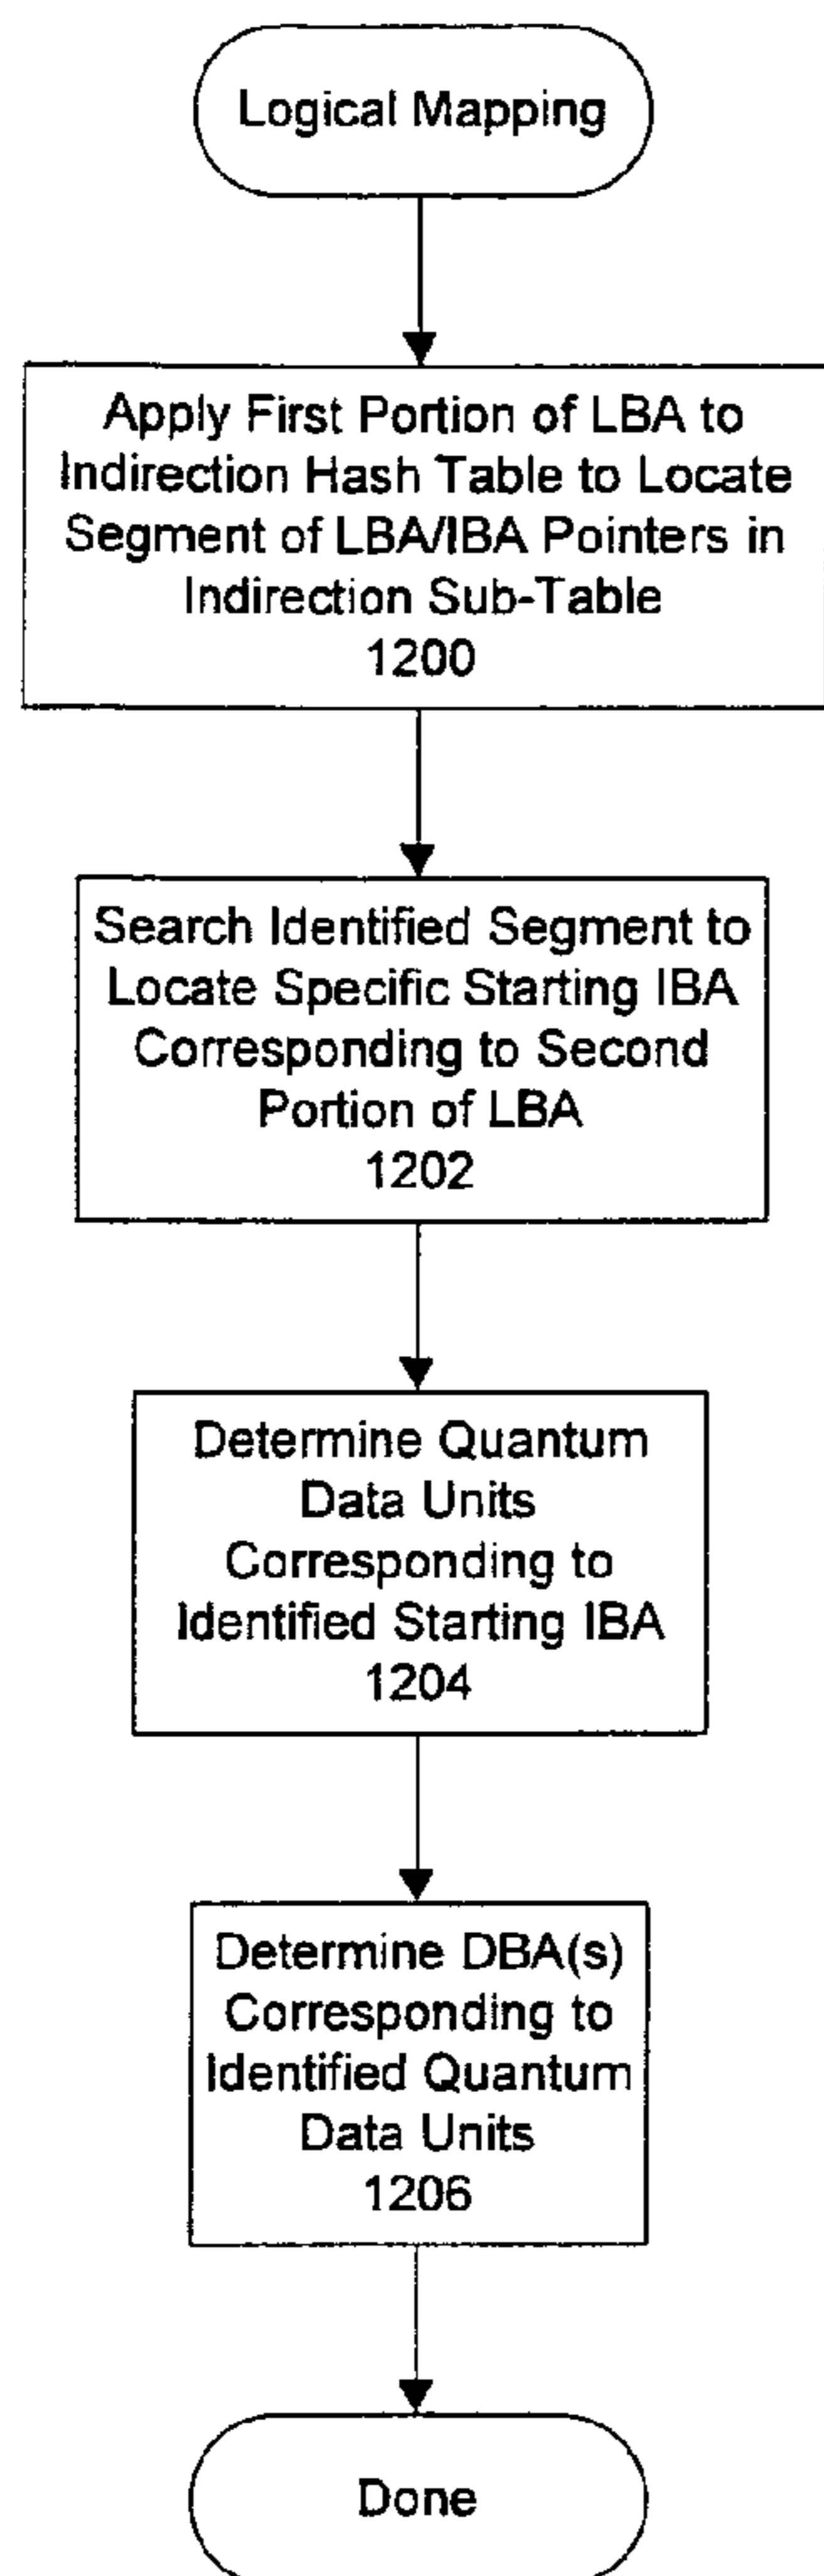 Logical Mapping
Apply First Portion of LBA to
Indirection Hash Table to Locate
Segment of LBA/IBA Pointers in
Indirection Sub-Table
1200
Search Identified Segment to
Locate Specific Starting IBA
Corresponding to Second
Portion of LBA
1202
Determine Quantum
Data Units
Corresponding to
Identified Starting IBA
1204
Determine DBA(s)
Corresponding to
Identified Quantum
Data Units
1206
Done